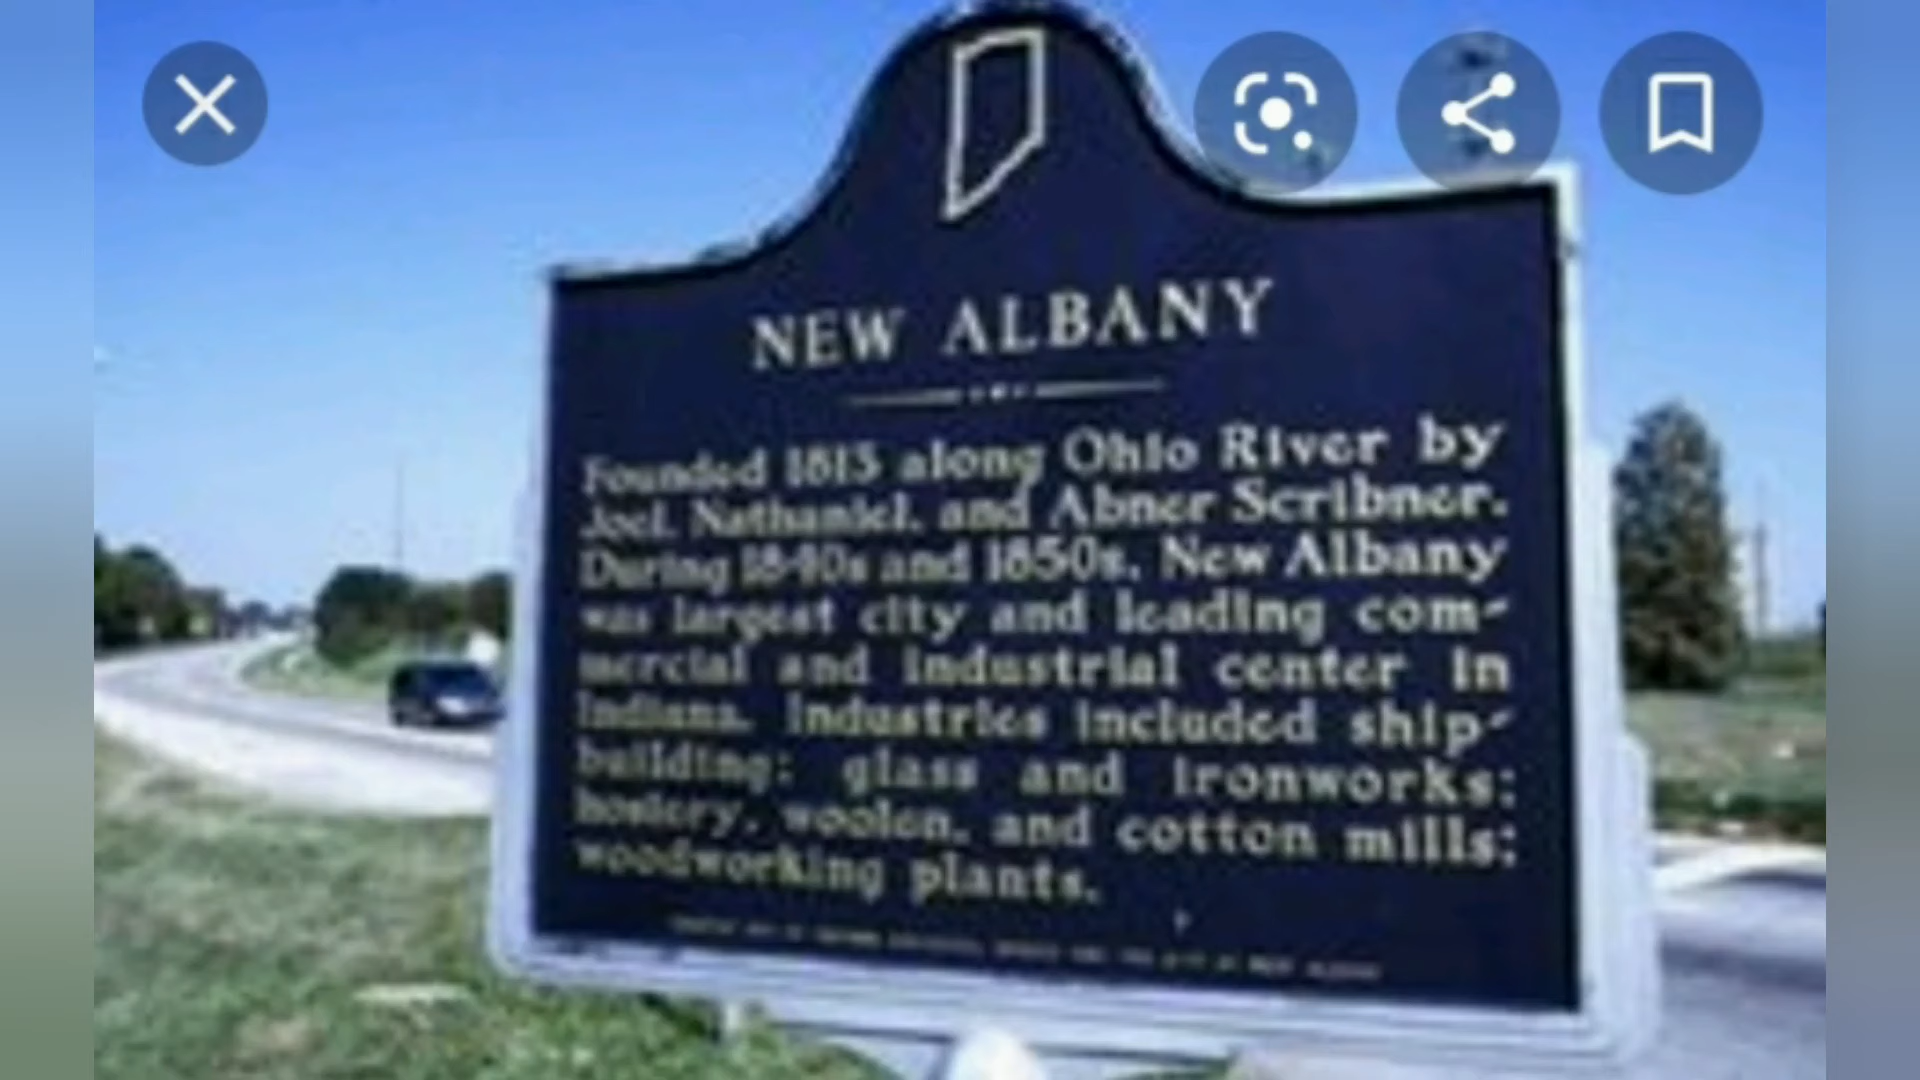 NEW ALBANY
Founded 1813 along Ohio River by
Joel, Nathaniel, and Abner Scribner.
During 1840s and 1850s, New Albany
was largest city and leading com-
mercial and industrial center in
Indiana. Industries included ship-
building; glass and ironworks;
hosiery, woolen, and cotton mills;
woodworking plants.